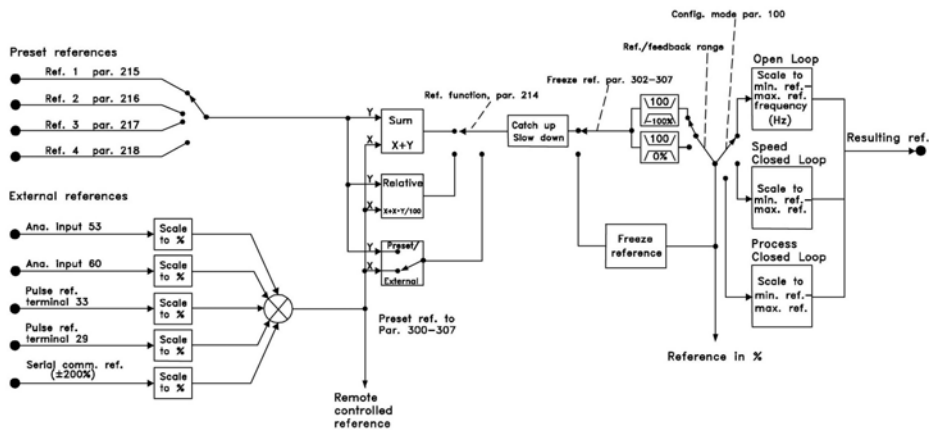 Config. mode par. 100
Preset references
Ref./feedback range
Open Loop
Ref. 1 par. 215
Freeze ref. par. 302-307
Scale to
min. ref.-
max. ref.
frequency
(Hz)
Ref. 2 par. 216
Ref. function, par. 214
\100/
/-100%\
Ref. 3 par. 217
Y
Sum
X
X+Y
Catch up
Slow down
\100/
/0%\
Resulting ref.
Ref. 4 par. 218
Speed
Closed Loop
External references
Y
Relative
X
X+X•Y/100
Scale to
min. ref.-
max. ref.
Ana. input 53
Scale
to %
Freeze
reference
Y
Preset/
X
External
Process
Closed Loop
Ana. input 60
Scale
to %
Scale to
min. ref.-
max. ref.
Pulse ref.
terminal 33
Scale
to %
Preset ref. to
Par. 300-307
Pulse ref.
terminal 29
Scale
to %
Reference in %
Serial comm. ref.
(±200%)
Scale
to %
Remote
controlled
reference